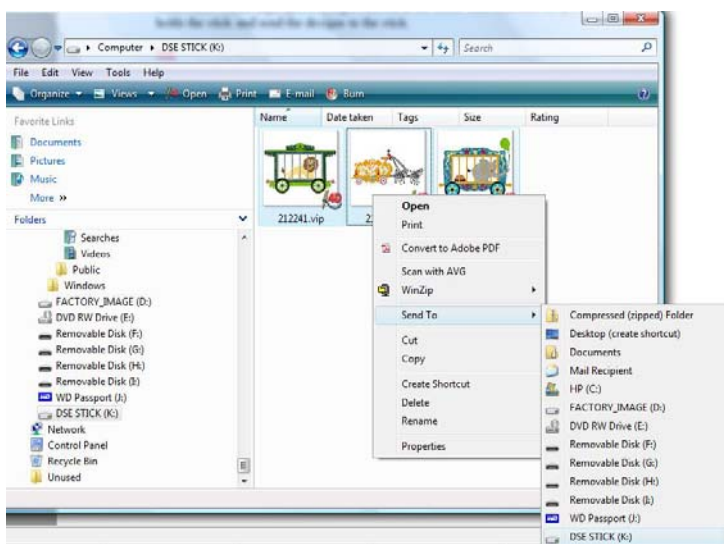 Computer ▸ DSE STICK (K:)
Search
File Edit View Tools Help
Organize Views Open Print E-mail Burn
Favorite Links
Documents
Pictures
Music
More »
Folders
Searches
Videos
Public
Windows
FACTORY_IMAGE (D:)
DVD RW Drive (E:)
Removable Disk (F:)
Removable Disk (G:)
Removable Disk (H:)
Removable Disk (I:)
WD Passport (J:)
DSE STICK (K:)
Network
Control Panel
Recycle Bin
Unused
Name Date taken Tags Size Rating
212241.vip
Open
Print
Convert to Adobe PDF
Scan with AVG
WinZip
Send To
Cut
Copy
Create Shortcut
Delete
Rename
Properties
Compressed (zipped) Folder
Desktop (create shortcut)
Documents
Mail Recipient
HP (C:)
FACTORY_IMAGE (D:)
DVD RW Drive (E:)
Removable Disk (F:)
Removable Disk (G:)
Removable Disk (H:)
Removable Disk (I:)
WD Passport (J:)
DSE STICK (K:)